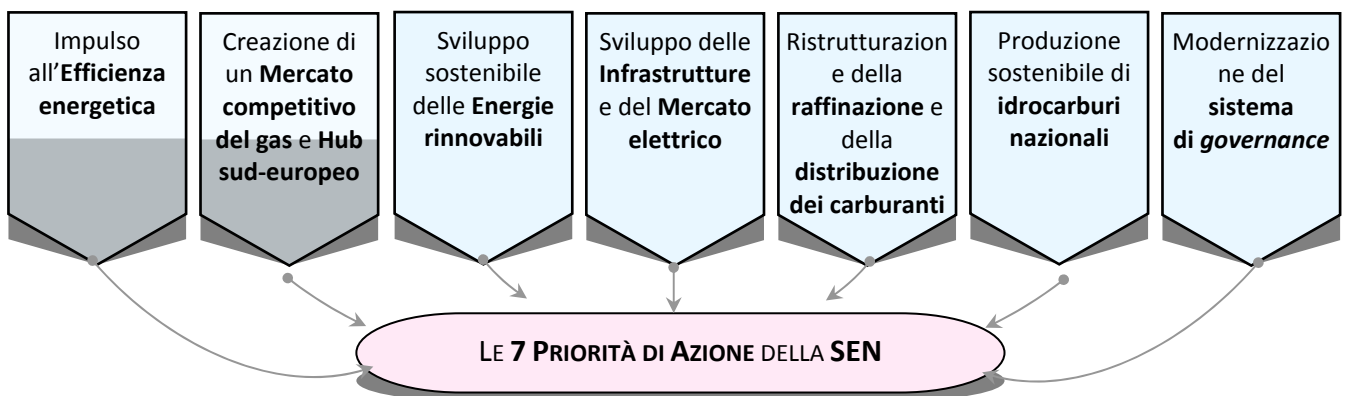 Impulso
all'Efficienza
energetica
Creazione di
un Mercato
competitivo
del gas e Hub
sud-europeo
Sviluppo
sostenibile
delle Energie
rinnovabili
Sviluppo delle
Infrastrutture
e del Mercato
elettrico
Ristrutturazion
e della
raffinazione e
della
distribuzione
dei carburanti
Produzione
sostenibile di
idrocarburi
nazionali
Modernizzazio
ne del
sistema
di governance
LE 7 PRIORITÀ DI AZIONE DELLA SEN